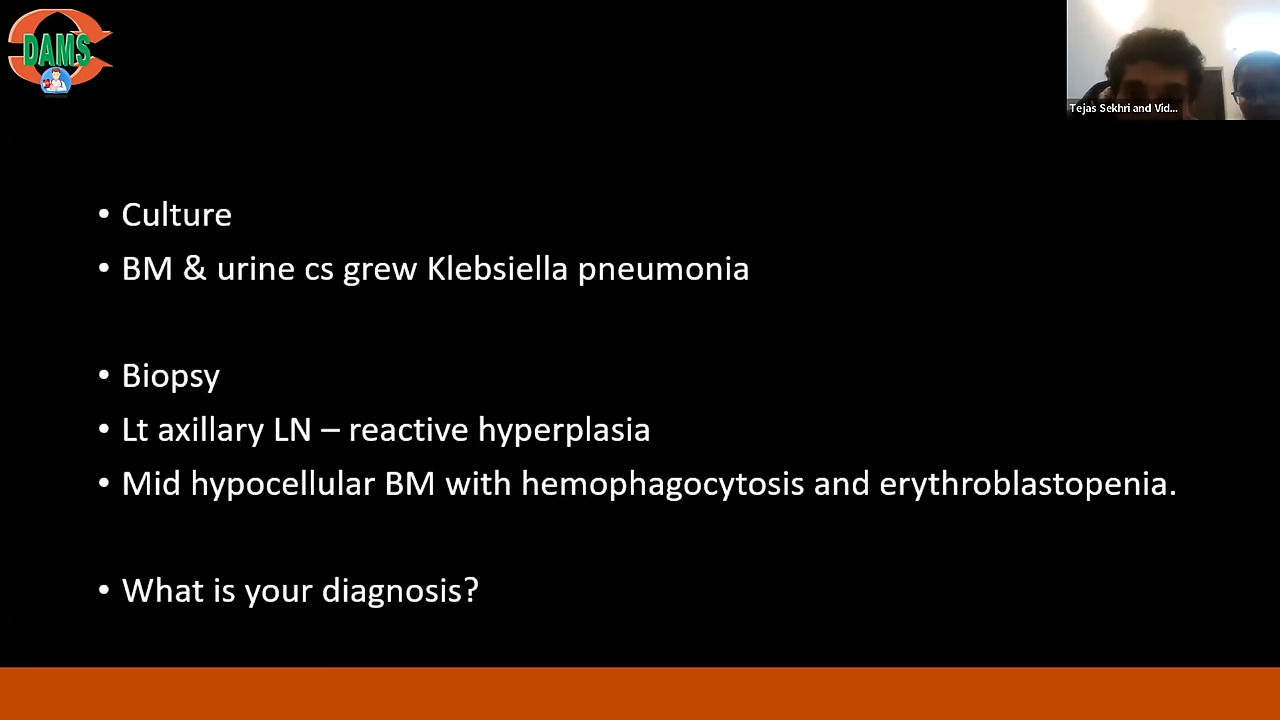 DAMS
Tejas Sekhri and Vid...
• Culture
• BM & urine cs grew Klebsiella pneumonia
• Biopsy
• Lt axillary LN – reactive hyperplasia
• Mid hypocellular BM with hemophagocytosis and erythroblastopenia.
• What is your diagnosis?